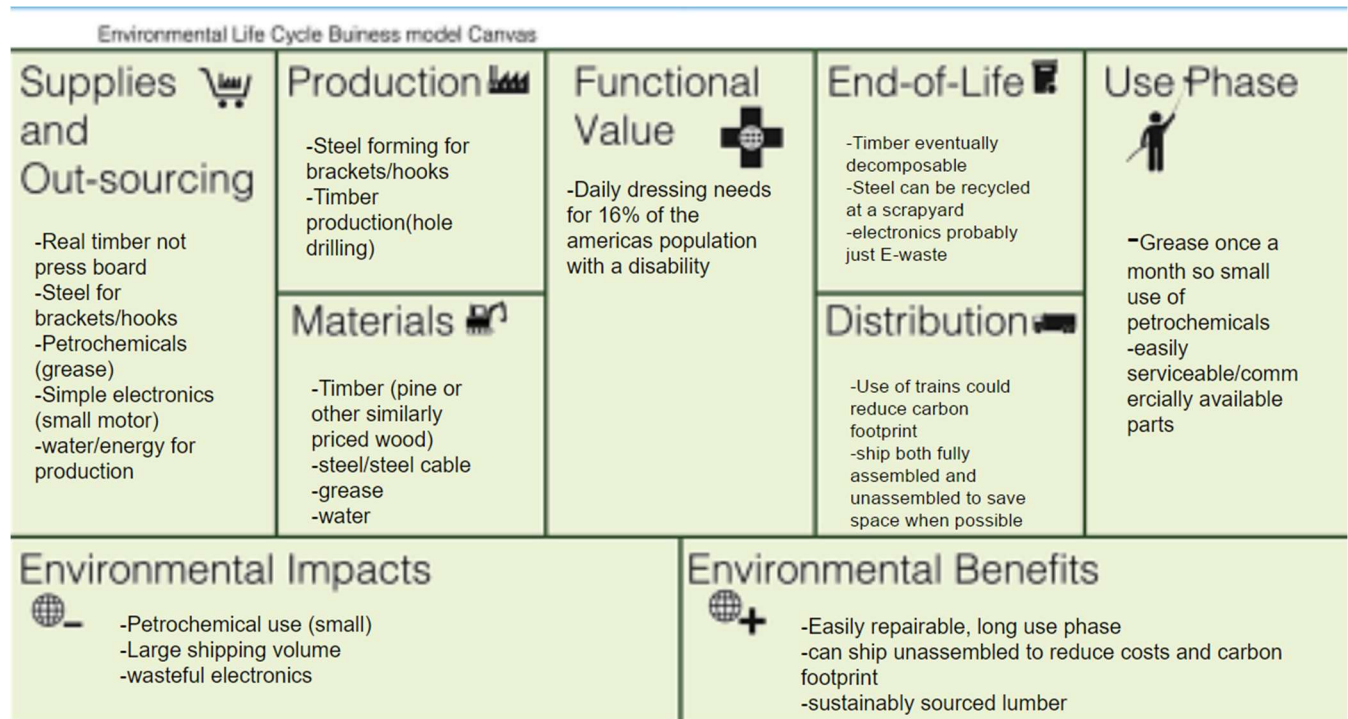 Environmental Life Cycle Buiness model Canvas
Supplies
and
Out-sourcing
-Real timber not
press board
-Steel for
brackets/hooks
-Petrochemicals
(grease)
-Simple electronics
(small motor)
-water/energy for
production
Production
-Steel forming for
brackets/hooks
-Timber
production(hole
drilling)
Materials
-Timber (pine or
other similarly
priced wood)
-steel/steel cable
-grease
-water
Functional
Value
-Daily dressing needs
for 16% of the
americas population
with a disability
End-of-Life
-Timber eventually
decomposable
-Steel can be recycled
at a scrapyard
-electronics probably
just E-waste
Distribution
-Use of trains could
reduce carbon
footprint
-ship both fully
assembled and
unassembled to save
space when possible
Use Phase
-Grease once a
month so small
use of
petrochemicals
-easily
serviceable/comm
ercially available
parts
Environmental Impacts
-Petrochemical use (small)
-Large shipping volume
-wasteful electronics
Environmental Benefits
-Easily repairable, long use phase
-can ship unassembled to reduce costs and carbon
footprint
-sustainably sourced lumber